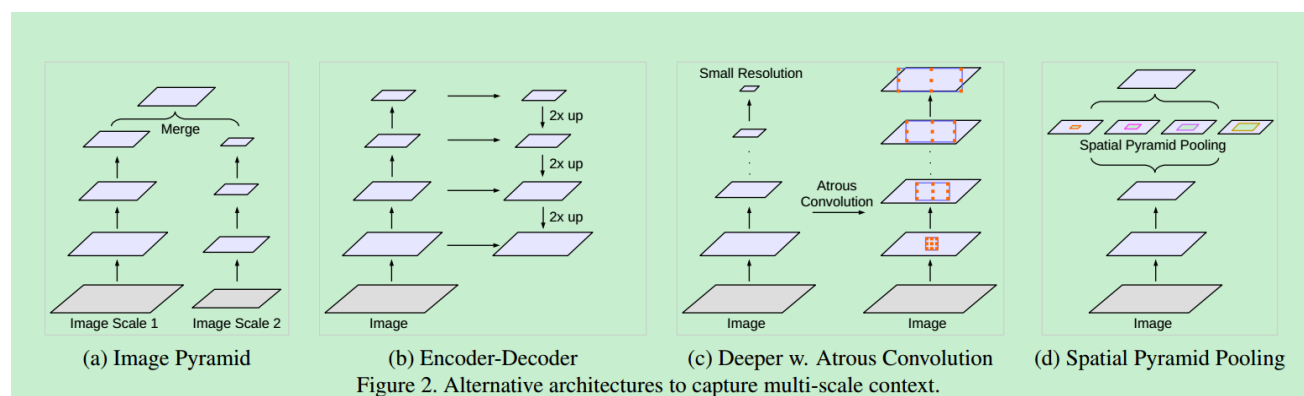 Merge
Image Scale 1
Image Scale 2
(a) Image Pyramid
2x up
2x up
2x up
Image
(b) Encoder-Decoder
Small Resolution
Atrous
Convolution
Image
Image
(c) Deeper w. Atrous Convolution
Spatial Pyramid Pooling
Image
(d) Spatial Pyramid Pooling
Figure 2. Alternative architectures to capture multi-scale context.